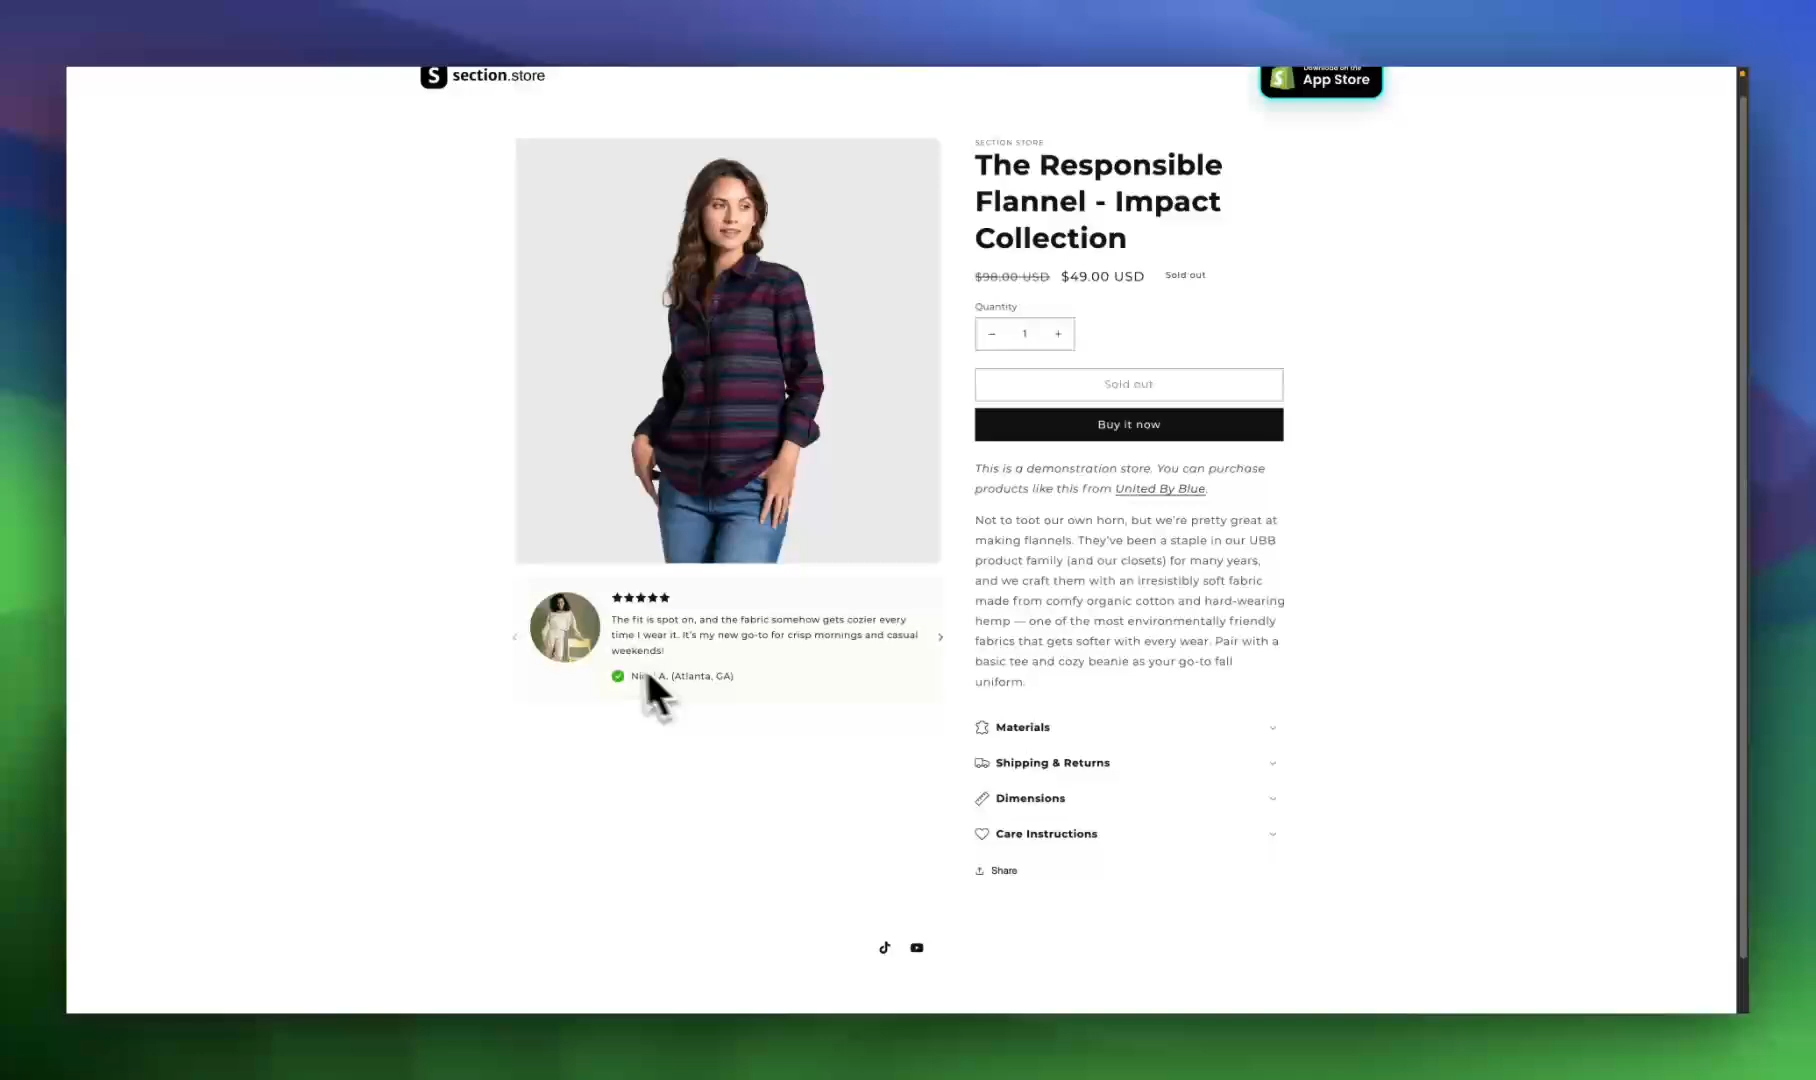 section.store
Download on the
App Store
SECTION STORE
The Responsible
Flannel - Impact
Collection
$98.00 USD $49.00 USD Sold out
Quantity
− 1 +
Sold out
Buy it now
This is a demonstration store. You can purchase
products like this from United By Blue.
Not to toot our own horn, but we're pretty great at
making flannels. They've been a staple in our UBB
product family (and our closets) for many years,
and we craft them with an irresistibly soft fabric
made from comfy organic cotton and hard-wearing
hemp — one of the most environmentally friendly
fabrics that gets softer with every wear. Pair with a
basic tee and cozy beanie as your go-to fall
uniform.
Materials
Shipping & Returns
Dimensions
Care Instructions
Share
★★★★★
The fit is spot on, and the fabric somehow gets cozier every
time I wear it. It's my new go-to for crisp mornings and casual
weekends!
A. (Atlanta, GA)